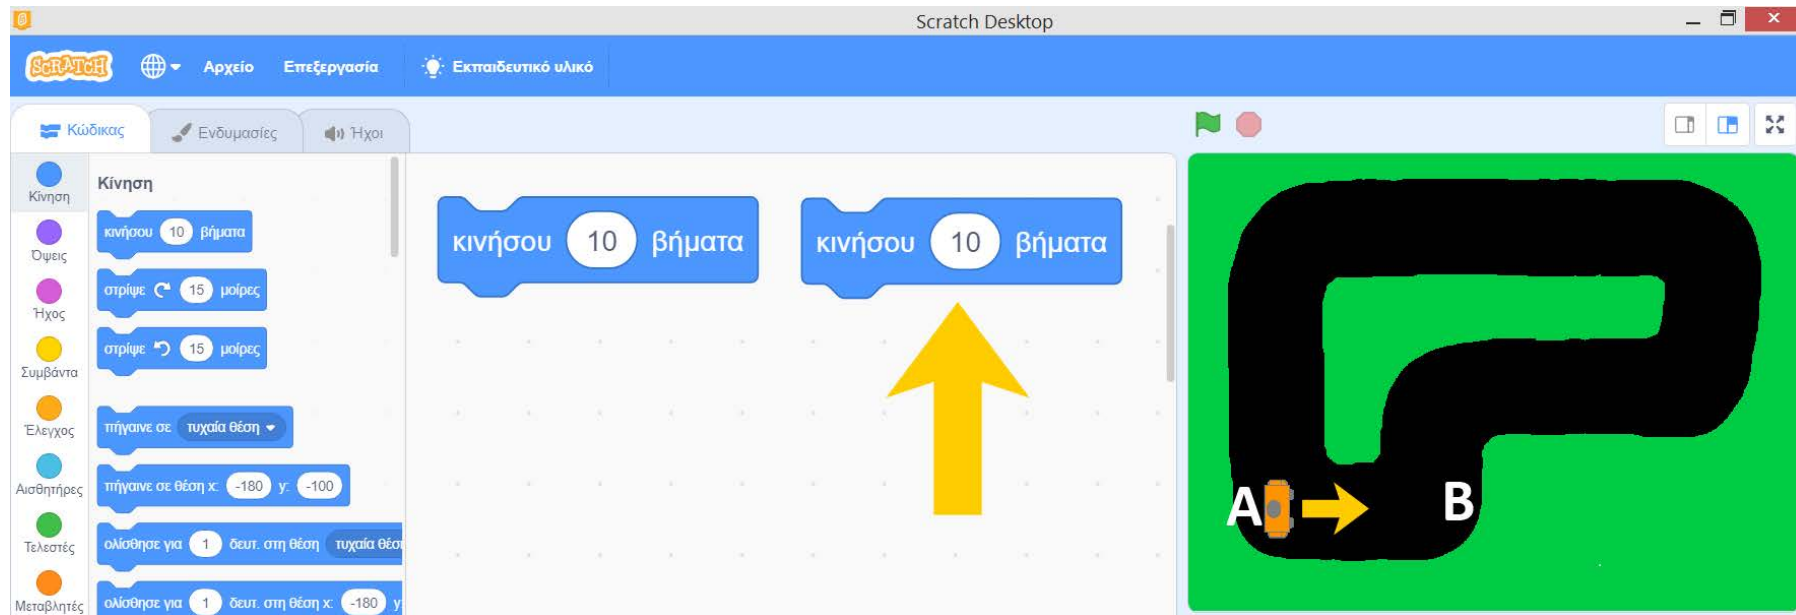 Scratch Desktop
SCRATCH
Αρχείο
Επεξεργασία
Εκπαιδευτικό υλικό
Κώδικας
Ενδυμασίες
Ήχοι
Κίνηση
Όψεις
Ήχος
Συμβάντα
Έλεγχος
Αισθητήρες
Τελεστές
Μεταβλητές
Κίνηση
κινήσου 10 βήματα
στρίψε 15 μοίρες
στρίψε 15 μοίρες
πήγαινε σε τυχαία θέση
πήγαινε σε θέση x: -180 y: -100
ολίσθησε για 1 δευτ. στη θέση τυχαία
ολίσθησε για 1 δευτ. στη θέση x: -180 y
κινήσου 10 βήματα
κινήσου 10 βήματα
A
B